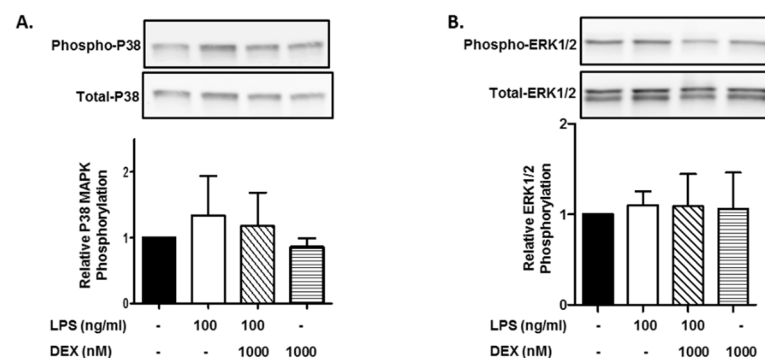 A.
Phospho-P38
Total-P38
Relative P38 MAPK
Phosphorylation
2
1
0
LPS (ng/ml) - 100 100 -
DEX (nM) - - 1000 1000
B.
Phospho-ERK1/2
Total-ERK1/2
Relative ERK1/2
Phosphorylation
2
1
0
LPS (ng/ml) - 100 100 -
DEX (nM) - - 1000 1000